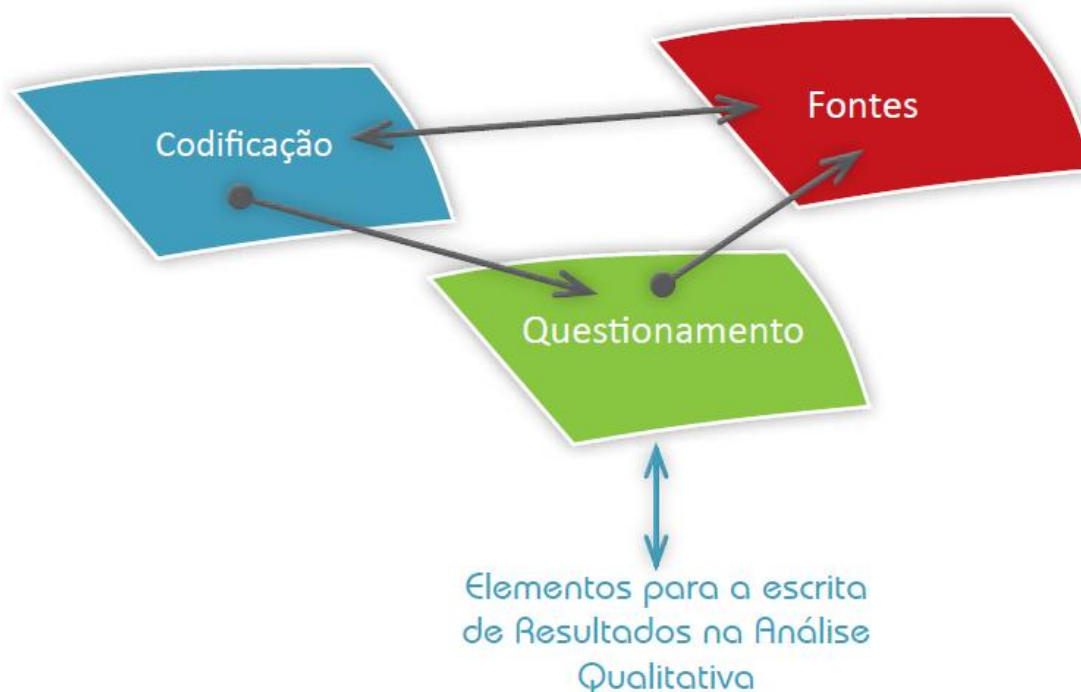 Fontes
Codificação
Questionamento
Elementos para a escrita
de Resultados na Análise
Qualitativa